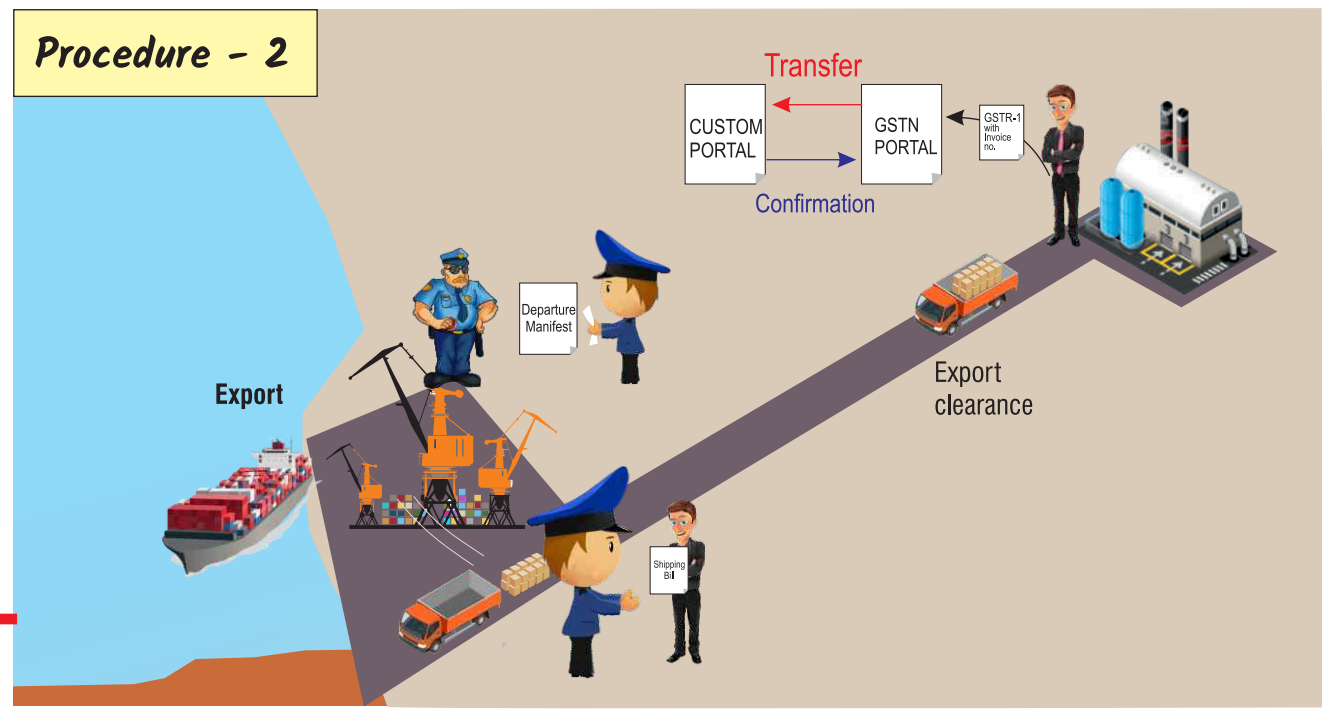 Procedure - 2
Transfer
CUSTOM
PORTAL
GSTN
PORTAL
GSTR-1
with
Invoice
no.
Confirmation
Departure
Manifest
Export
Export
clearance
Shipping
Bill